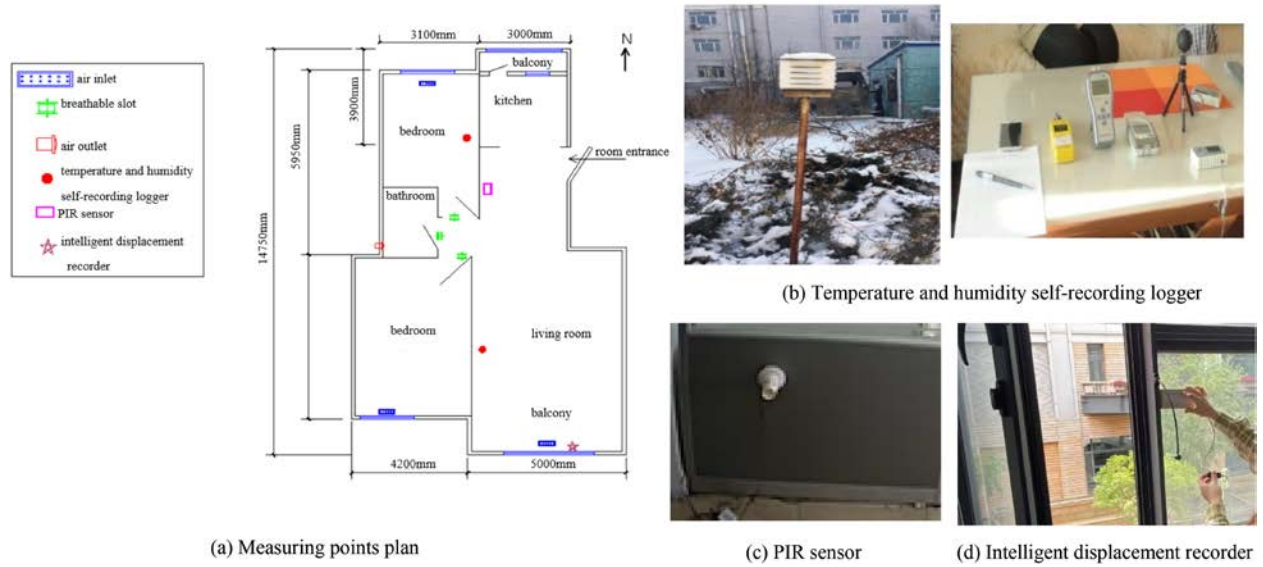 air inlet
breathable slot
air outlet
temperature and humidity
self-recording logger
PIR sensor
intelligent displacement
recorder
3100mm
3000mm
N
balcony
kitchen
3900mm
bedroom
5950mm
room entrance
bathroom
14750mm
bedroom
living room
balcony
4200mm
5000mm
(a) Measuring points plan
(b) Temperature and humidity self-recording logger
(c) PIR sensor
(d) Intelligent displacement recorder